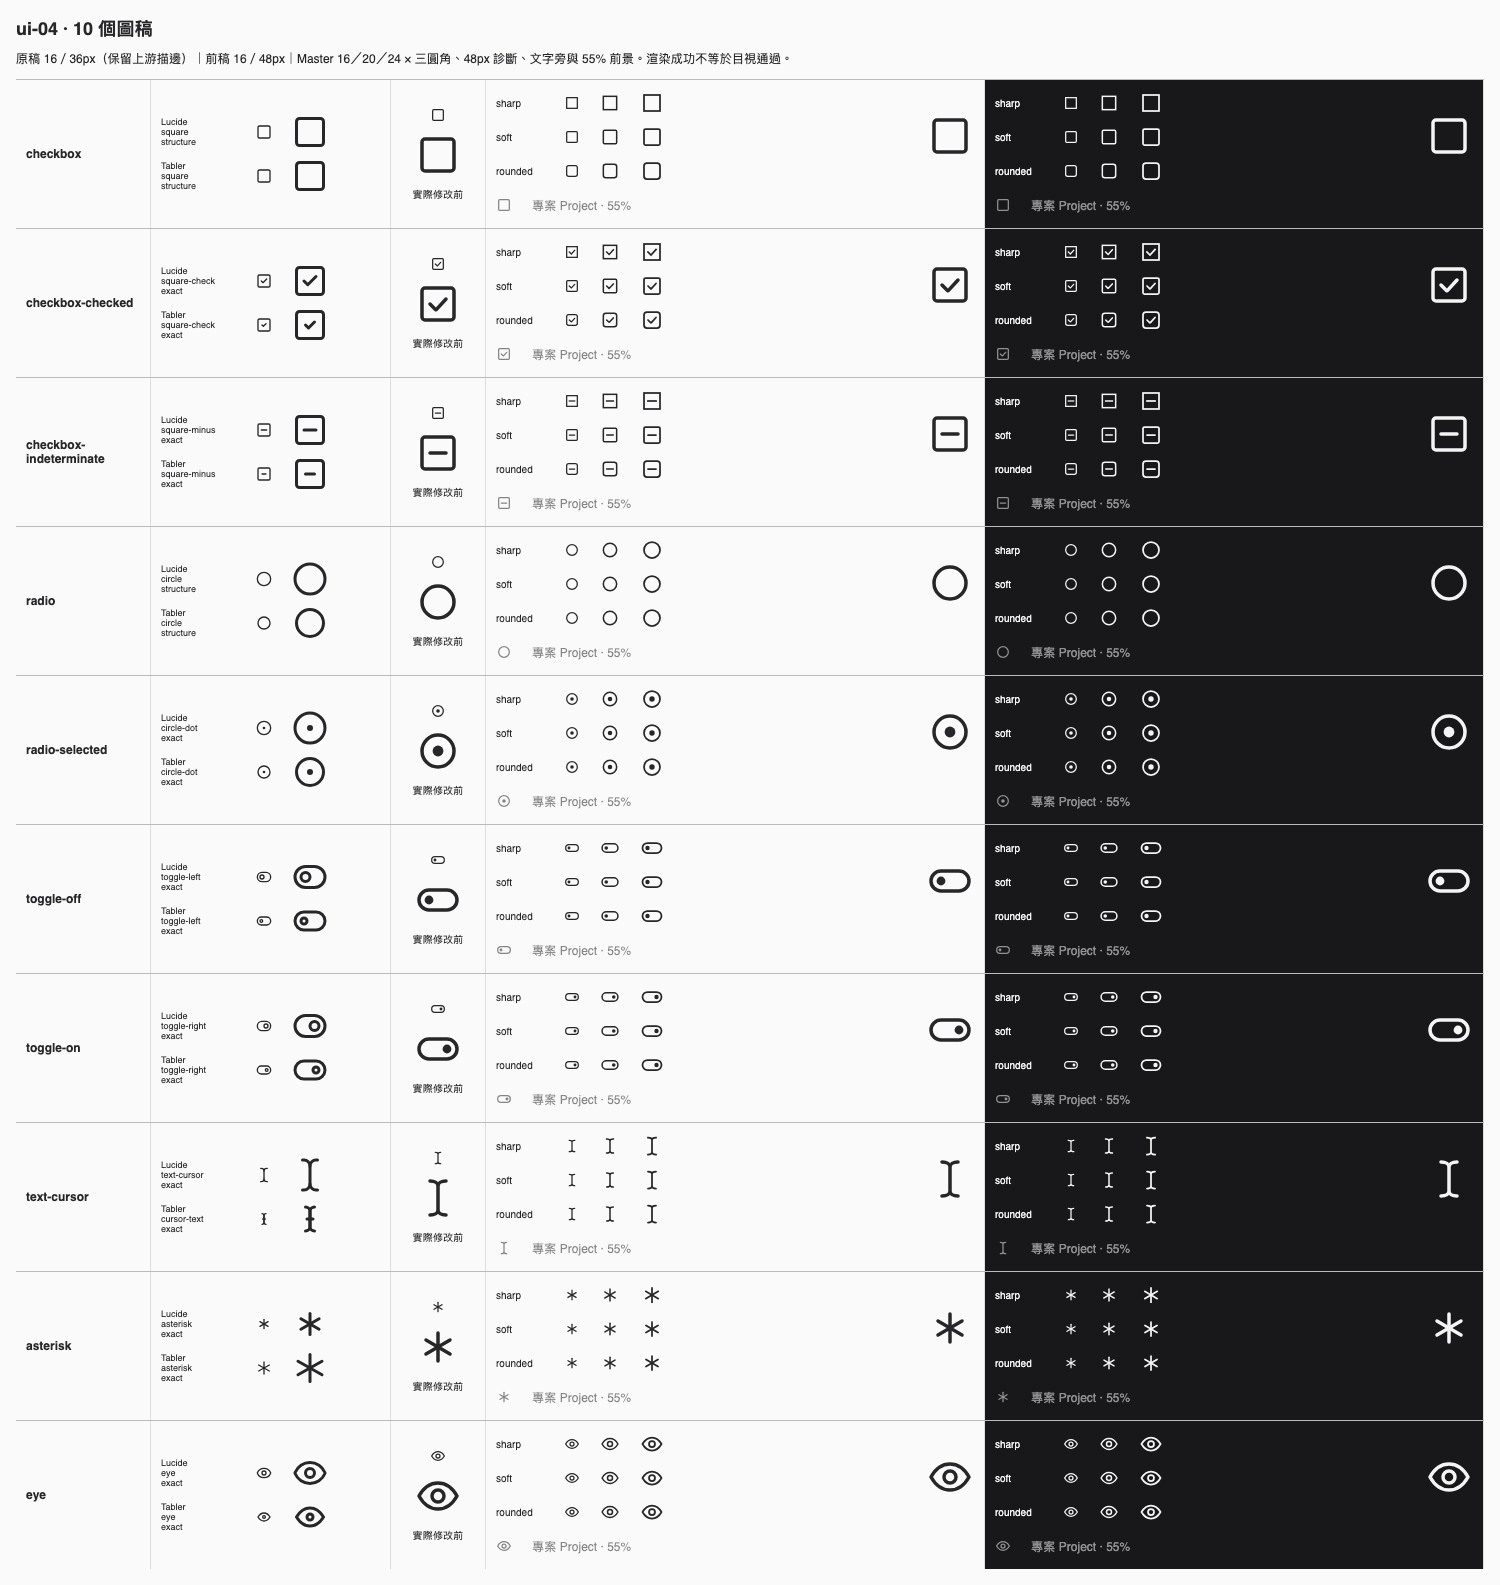 ui-04 · 10 個圖稿
原稿 16 / 36px（保留上游描邊）｜前稿 16 / 48px｜Master 16／20／24 × 三圓角、48px 診斷、文字旁與 55% 前景。渲染成功不等於目視通過。
checkbox
Lucide
square
structure
Tabler
square
structure
實際修改前
sharp
soft
rounded
專案 Project · 55%
sharp
soft
rounded
專案 Project · 55%
checkbox-checked
Lucide
square-check
exact
Tabler
square-check
exact
實際修改前
sharp
soft
rounded
專案 Project · 55%
sharp
soft
rounded
專案 Project · 55%
checkbox-
indeterminate
Lucide
square-minus
exact
Tabler
square-minus
exact
實際修改前
sharp
soft
rounded
專案 Project · 55%
sharp
soft
rounded
專案 Project · 55%
radio
Lucide
circle
structure
Tabler
circle
structure
實際修改前
sharp
soft
rounded
專案 Project · 55%
sharp
soft
rounded
專案 Project · 55%
radio-selected
Lucide
circle-dot
exact
Tabler
circle-dot
exact
實際修改前
sharp
soft
rounded
專案 Project · 55%
sharp
soft
rounded
專案 Project · 55%
toggle-off
Lucide
toggle-left
exact
Tabler
toggle-left
exact
實際修改前
sharp
soft
rounded
專案 Project · 55%
sharp
soft
rounded
專案 Project · 55%
toggle-on
Lucide
toggle-right
exact
Tabler
toggle-right
exact
實際修改前
sharp
soft
rounded
專案 Project · 55%
sharp
soft
rounded
專案 Project · 55%
text-cursor
Lucide
text-cursor
exact
Tabler
cursor-text
exact
實際修改前
sharp
soft
rounded
專案 Project · 55%
sharp
soft
rounded
專案 Project · 55%
asterisk
Lucide
asterisk
exact
Tabler
asterisk
exact
實際修改前
sharp
soft
rounded
專案 Project · 55%
sharp
soft
rounded
專案 Project · 55%
eye
Lucide
eye
exact
Tabler
eye
exact
實際修改前
sharp
soft
rounded
專案 Project · 55%
sharp
soft
rounded
專案 Project · 55%